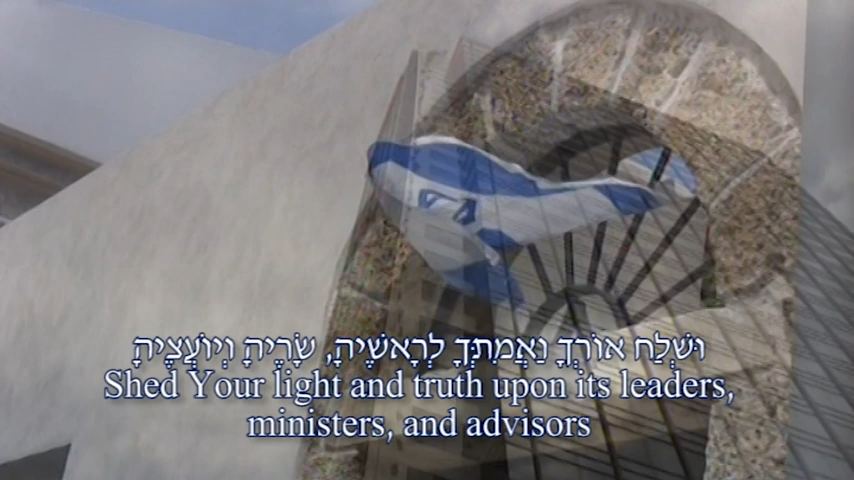 וּשְׁלַח אוֹרְךָ וַאֲמִתְּךָ לְרָאשֶׁיהָ, שָׂרֶיהָ וְיוֹעֲצֶיהָ
Shed Your light and truth upon its leaders,
ministers, and advisors